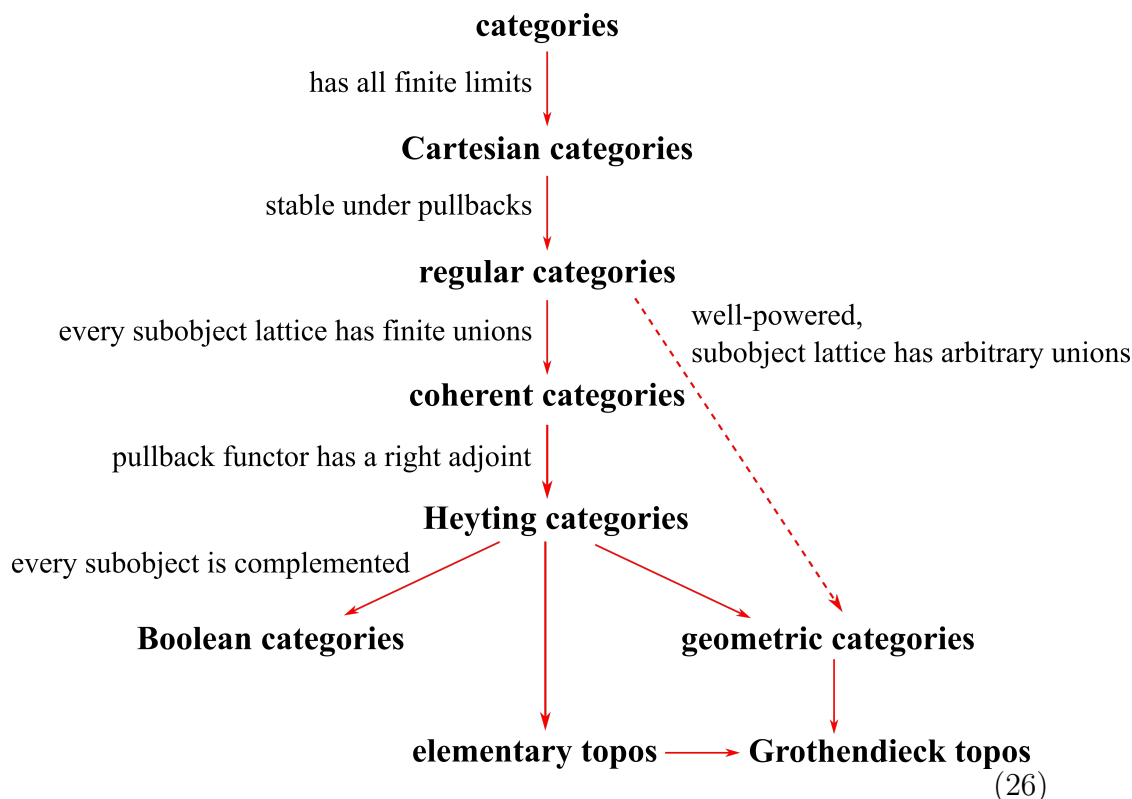 categories
has all finite limits
Cartesian categories
stable under pullbacks
regular categories
every subobject lattice has finite unions
well-powered,
subobject lattice has arbitrary unions
coherent categories
pullback functor has a right adjoint
Heyting categories
every subobject is complemented
Boolean categories
geometric categories
elementary topos
Grothendieck topos
(26)